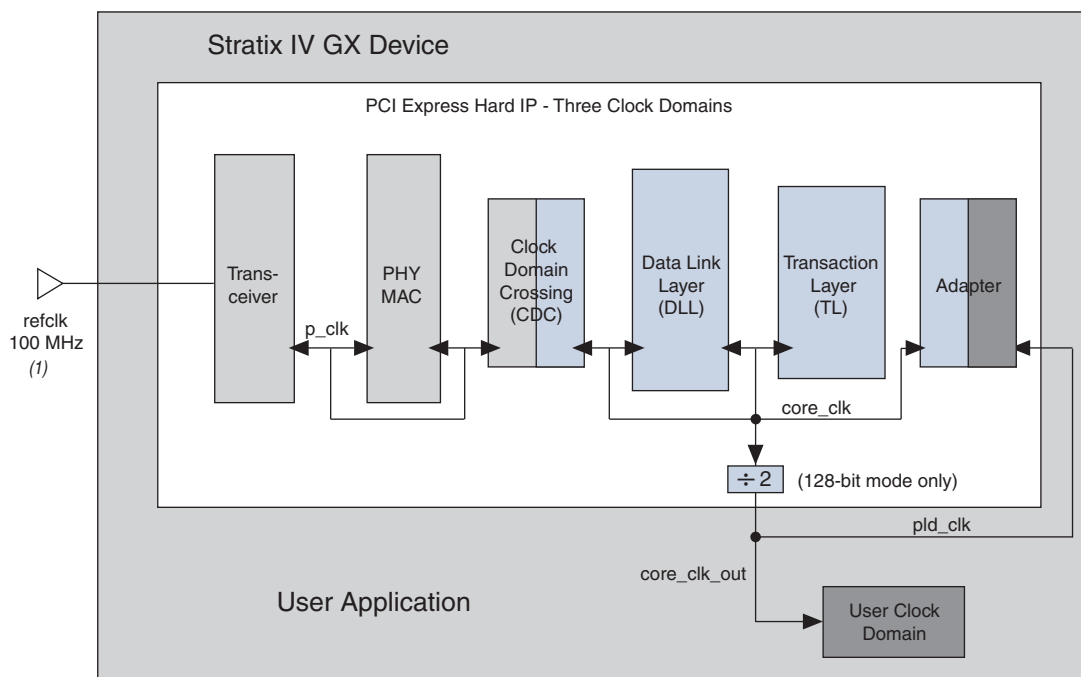 Stratix IV GX Device
PCI Express Hard IP - Three Clock Domains
Trans-
ceiver
PHY
MAC
Clock
Domain
Crossing
(CDC)
Data Link
Layer
(DLL)
Transaction
Layer
(TL)
Adapter
refclk
100 MHz
(1)
p_clk
core_clk
÷ 2
(128-bit mode only)
pld_clk
core_clk_out
User Application
User Clock
Domain